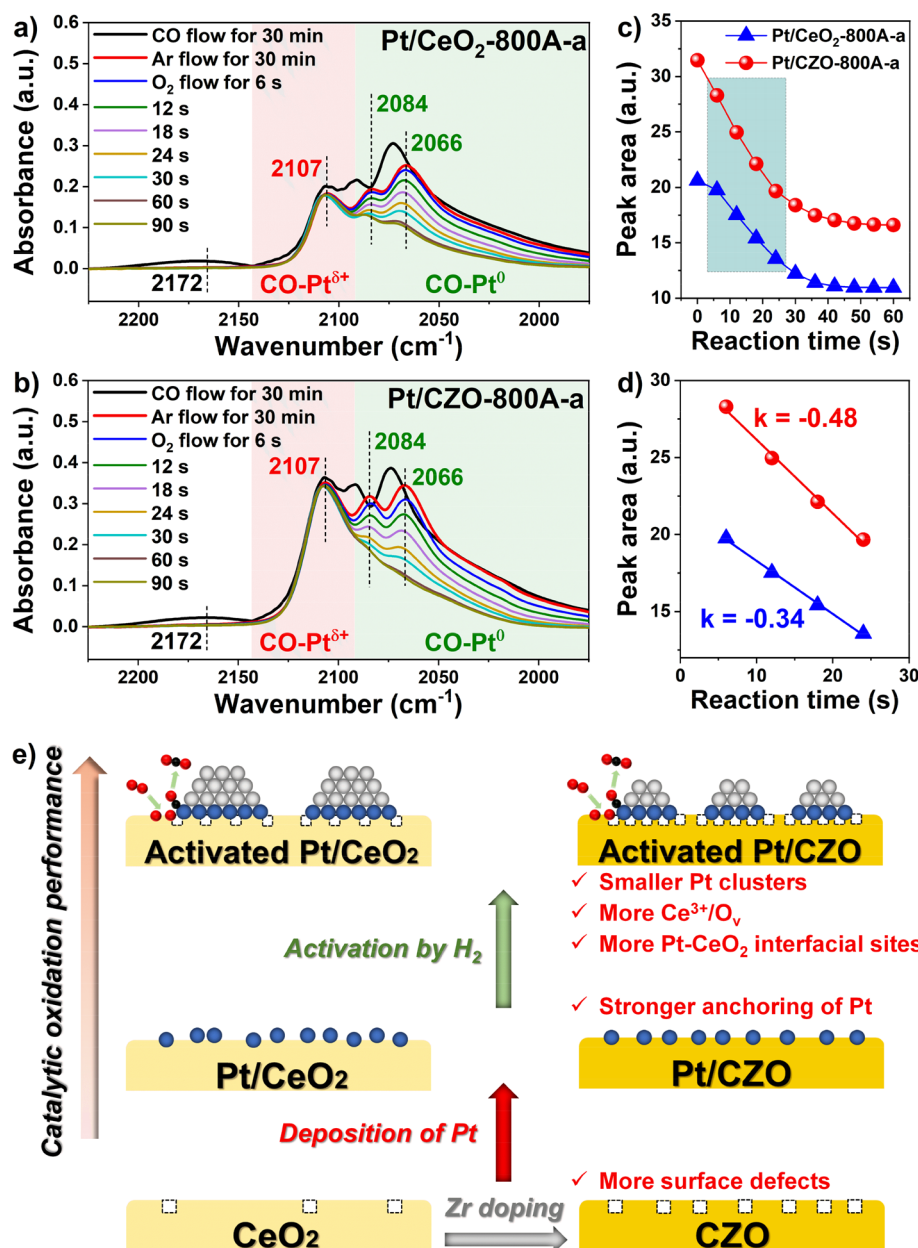 a)
0.6
0.5
0.4
0.3
0.2
0.1
0.0
Absorbance (a.u.)
CO flow for 30 min
Ar flow for 30 min
O₂ flow for 6 s
12 s
18 s
24 s
30 s
60 s
90 s
Pt/CeO₂-800A-a
2084
2066
2107
2172
CO-Ptδ+
CO-Pt⁰
2200 2150 2100 2050 2000
Wavenumber (cm⁻¹)
c)
Pt/CeO₂-800A-a
Pt/CZO-800A-a
35
30
25
20
15
10
Peak area (a.u.)
0 10 20 30 40 50 60
Reaction time (s)
b)
0.6
0.5
0.4
0.3
0.2
0.1
0.0
Absorbance (a.u.)
CO flow for 30 min
Ar flow for 30 min
O₂ flow for 6 s
12 s
18 s
24 s
30 s
60 s
90 s
Pt/CZO-800A-a
2084
2066
2107
2172
CO-Ptδ+
CO-Pt⁰
2200 2150 2100 2050 2000
Wavenumber (cm⁻¹)
d)
30
25
20
15
Peak area (a.u.)
k = -0.48
k = -0.34
0 10 20 30
Reaction time (s)
e)
Catalytic oxidation performance
Activated Pt/CeO₂
Activated Pt/CZO
✓ Smaller Pt clusters
✓ More Ce³⁺/Oᵥ
✓ More Pt-CeO₂ interfacial sites
Activation by H₂
✓ Stronger anchoring of Pt
Pt/CeO₂
Pt/CZO
Deposition of Pt
✓ More surface defects
CeO₂
Zr doping
CZO